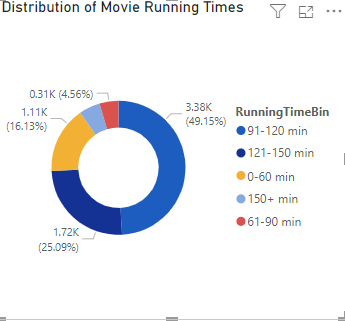 Distribution of Movie Running Times
0.31K (4.56%)
1.11K
(16.13%)
3.38K
(49.15%)
1.72K
(25.09%)
RunningTimeBin
91-120 min
121-150 min
0-60 min
150+ min
61-90 min